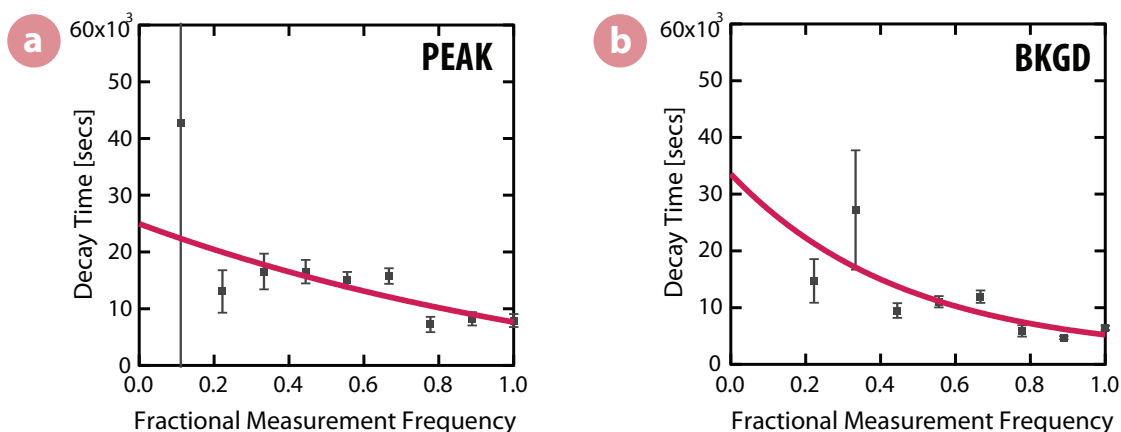 a
PEAK
60x10³
50
40
30
20
10
0
Decay Time [secs]
0.0 0.2 0.4 0.6 0.8 1.0
Fractional Measurement Frequency
b
BKGD
60x10³
50
40
30
20
10
0
Decay Time [secs]
0.0 0.2 0.4 0.6 0.8 1.0
Fractional Measurement Frequency